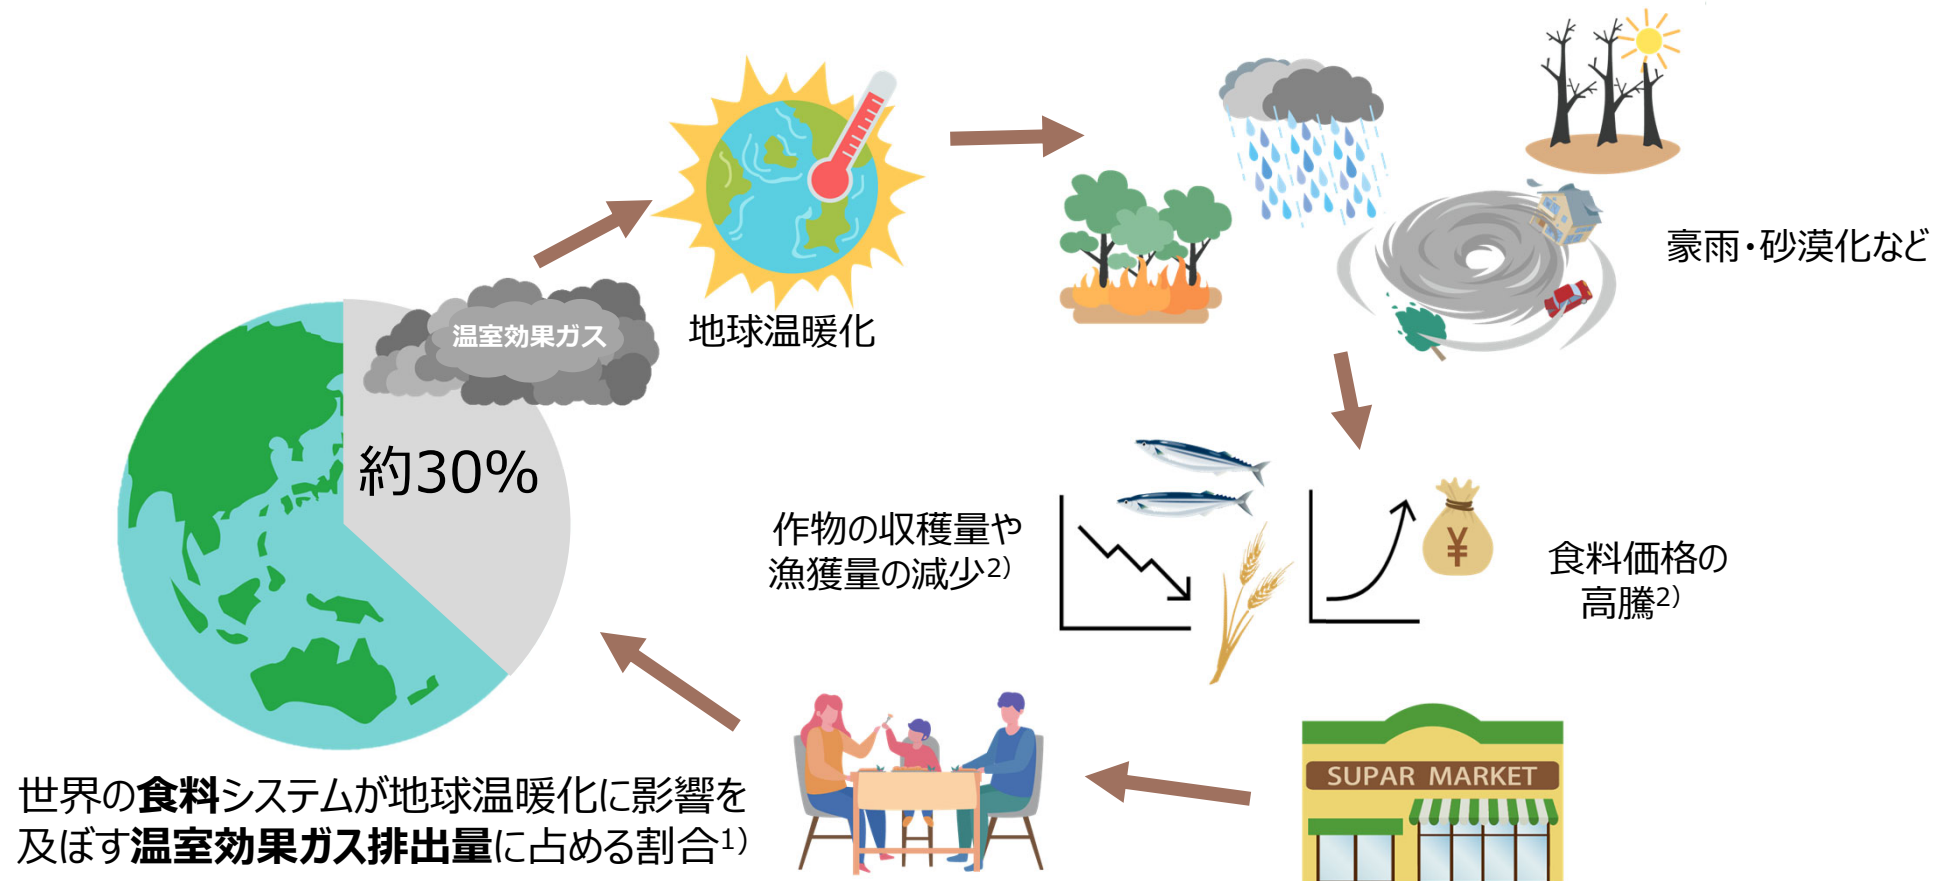 地球温暖化
豪雨・砂漠化など
温室効果ガス
約30%
作物の収穫量や
漁獲量の減少2)
¥
食料価格の
高騰2)
SUPAR MARKET
世界の食料システムが地球温暖化に影響を
及ぼす温室効果ガス排出量に占める割合1)